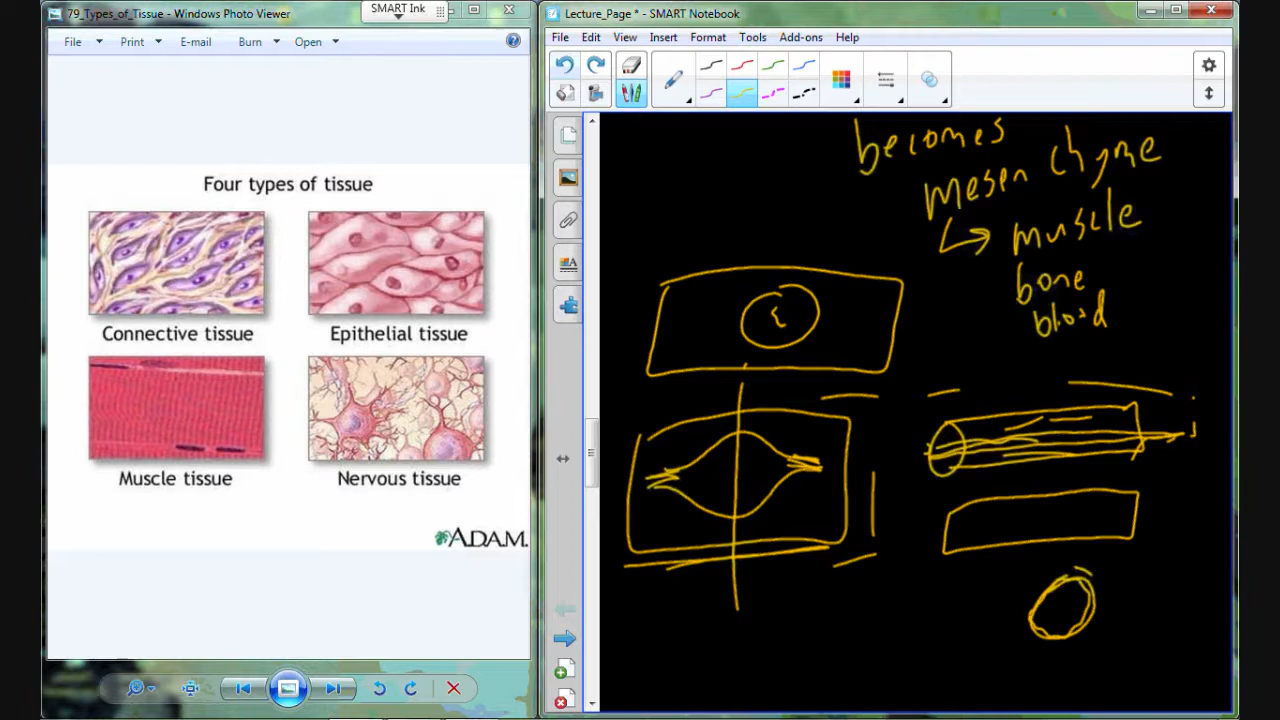 79_Types_of_Tissue - Windows Photo Viewer
SMART Ink
File Print E-mail Burn Open
Four types of tissue
Connective tissue Epithelial tissue
Muscle tissue Nervous tissue
ADAM.
Lecture_Page * - SMART Notebook
File Edit View Insert Format Tools Add-ons Help
becomes
mesen chyme
muscle
bone
blood